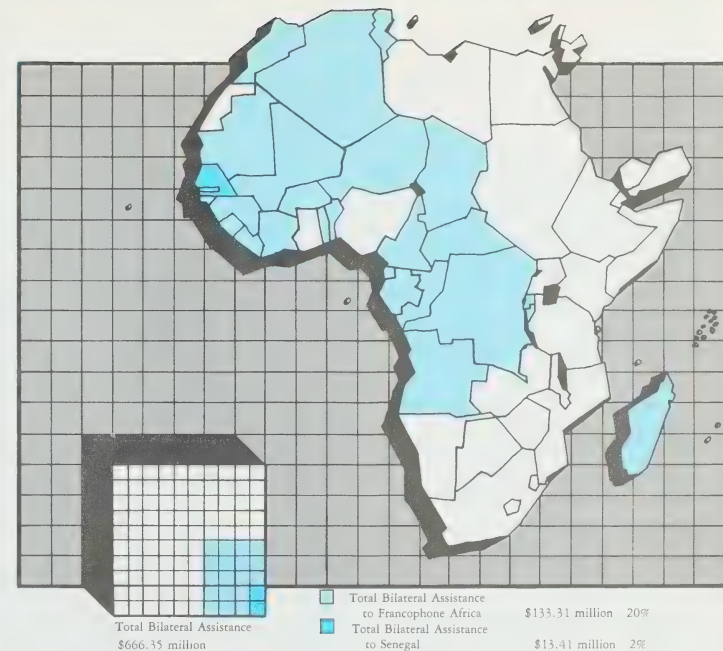 Total Bilateral Assistance
$666.35 million
Total Bilateral Assistance
to Francophone Africa $133.31 million 20%
Total Bilateral Assistance
to Senegal $13.41 million 2%